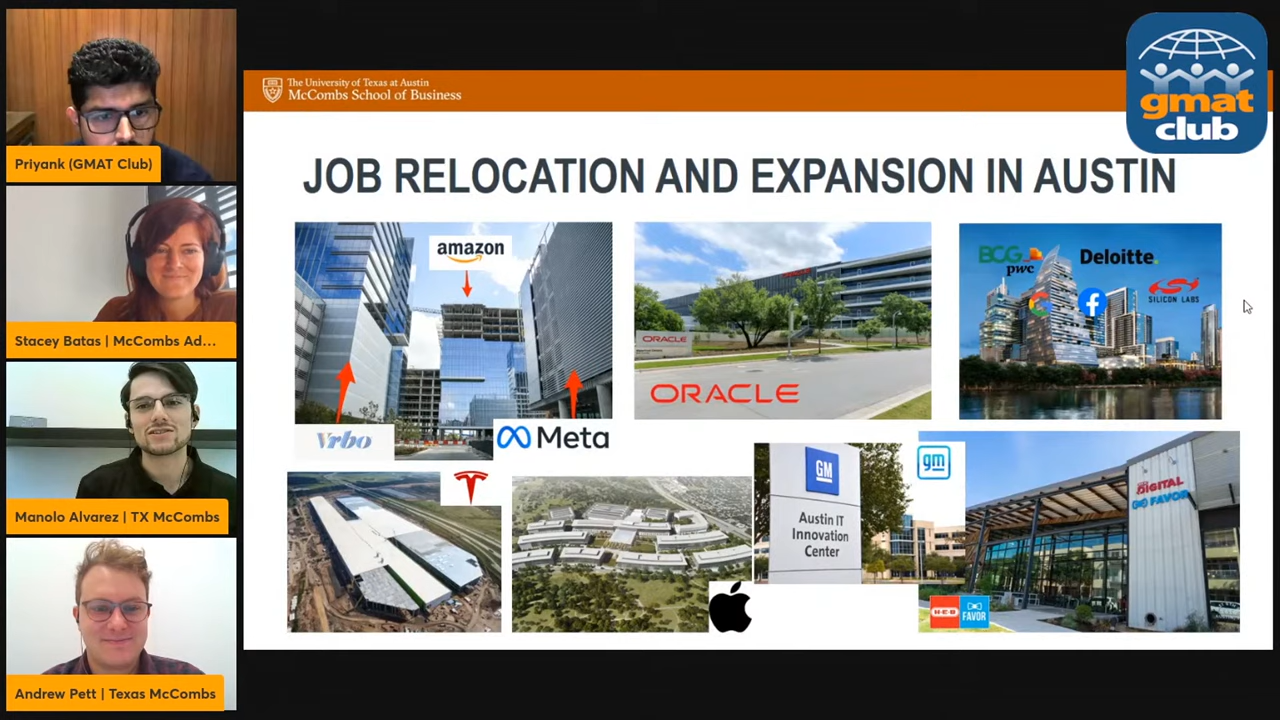 Priyank (GMAT Club)
Stacey Batas | McCombs Ad...
Manolo Alvarez | TX McCombs
Andrew Pett | Texas McCombs
The University of Texas at Austin
McCombs School of Business
gmat
club
JOB RELOCATION AND EXPANSION IN AUSTIN
amazon
Vrbo
Meta
ORACLE
ORACLE
BCG
pwc
Deloitte.
SILICON LABS
GM
Austin IT
Innovation
Center
gm
DIGITAL
FAVOR
H-E-B
FAVOR